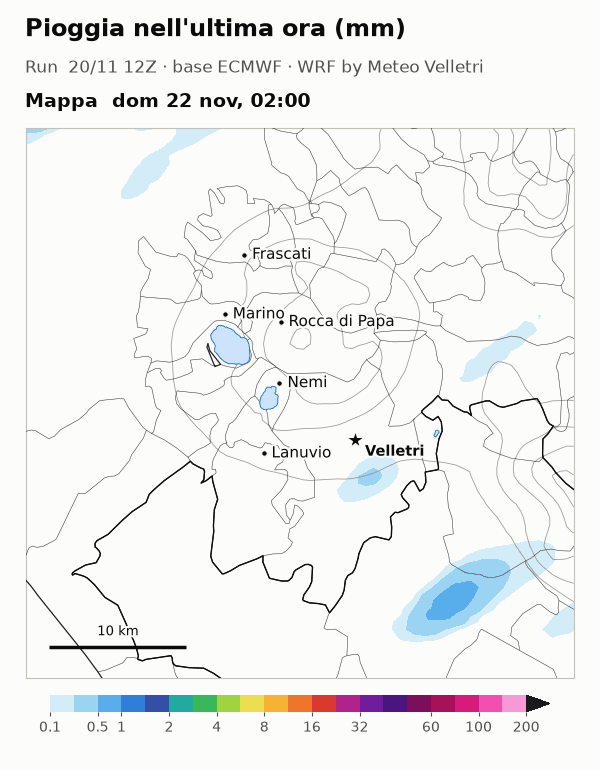 Pioggia nell'ultima ora (mm)
Run  20/11 12Z · base ECMWF · WRF by Meteo Velletri
Mappa  dom 22 nov, 02:00
Frascati
Marino
Rocca di Papa
Nemi
Velletri
Lanuvio
10 km
0.1 0.5 1 2 4 8 16 32 60 100 200